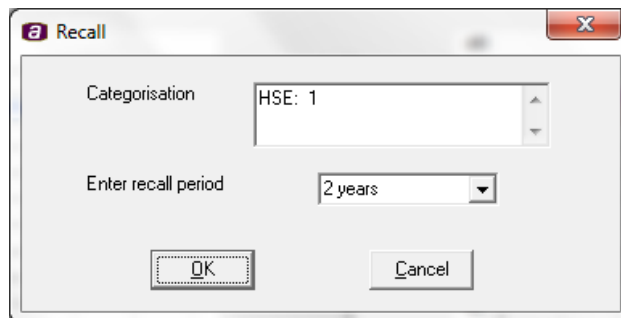 a Recall
Categorisation
HSE: 1
Enter recall period
2 years
OK
Cancel